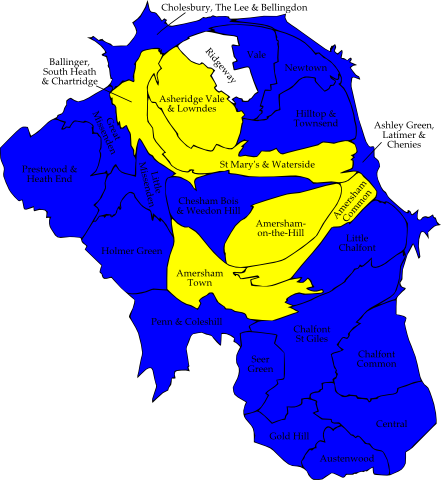 Cholesbury, The Lee & Bellingdon
Ridgeway
Vale
Newtown
Ballinger,
South Heath
& Chartridge
Asheridge Vale
& Lowndes
Hilltop &
Townsend
Ashley Green,
Latimer &
Chenies
Great
Missenden
St Mary's & Waterside
Prestwood &
Heath End
Little
Missenden
Chesham Bois
& Weedon Hill
Amersham
Common
Amersham-
on-the-Hill
Little
Chalfont
Holmer Green
Amersham
Town
Penn & Coleshill
Chalfont
St Giles
Seer
Green
Chalfont
Common
Central
Gold Hill
Austenwood